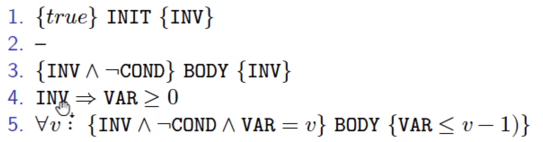 1. {true} INIT {INV}
2. –
3. {INV ∧ ¬COND} BODY {INV}
4. INV ⇒ VAR ≥ 0
5. ∀v : {INV ∧ ¬COND ∧ VAR = v} BODY {VAR ≤ v − 1)}